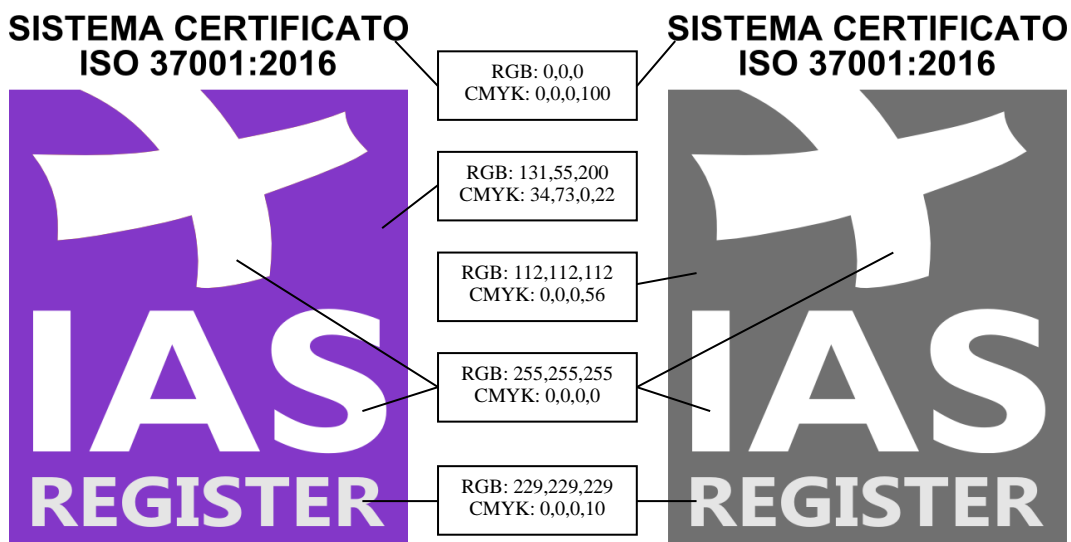 SISTEMA CERTIFICATO
ISO 37001:2016
IAS
REGISTER
RGB: 0,0,0
CMYK: 0,0,0,100
RGB: 131,55,200
CMYK: 34,73,0,22
RGB: 112,112,112
CMYK: 0,0,0,56
RGB: 255,255,255
CMYK: 0,0,0,0
RGB: 229,229,229
CMYK: 0,0,0,10
SISTEMA CERTIFICATO
ISO 37001:2016
IAS
REGISTER